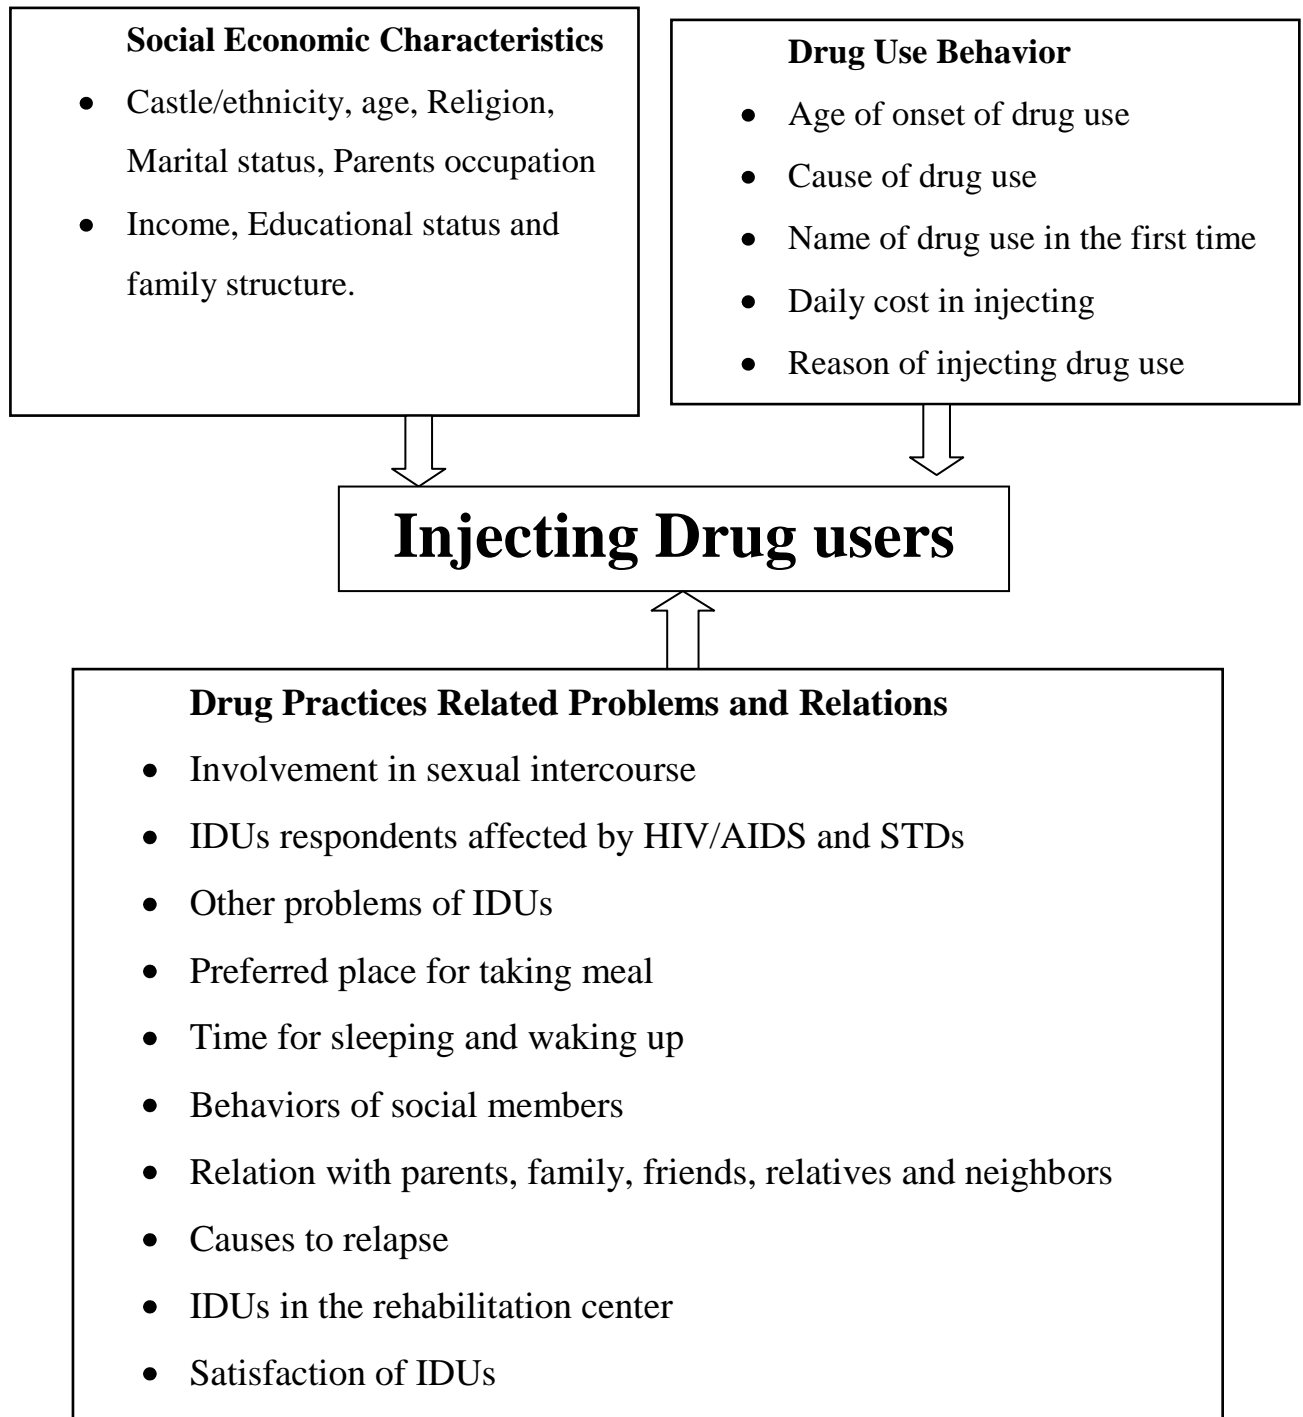 Social Economic Characteristics
• Castle/ethnicity, age, Religion,
Marital status, Parents occupation
• Income, Educational status and
family structure.
Drug Use Behavior
• Age of onset of drug use
• Cause of drug use
• Name of drug use in the first time
• Daily cost in injecting
• Reason of injecting drug use
Injecting Drug users
Drug Practices Related Problems and Relations
• Involvement in sexual intercourse
• IDUs respondents affected by HIV/AIDS and STDs
• Other problems of IDUs
• Preferred place for taking meal
• Time for sleeping and waking up
• Behaviors of social members
• Relation with parents, family, friends, relatives and neighbors
• Causes to relapse
• IDUs in the rehabilitation center
• Satisfaction of IDUs